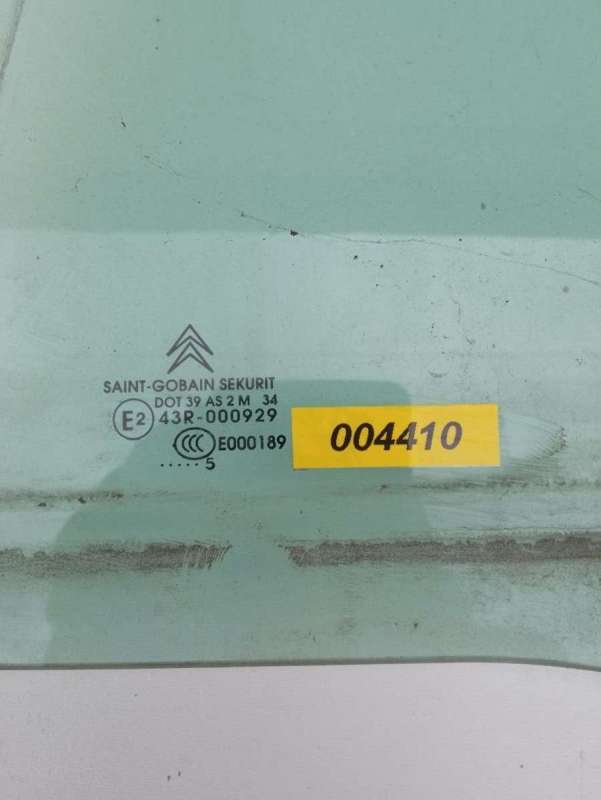 SAINT-GOBAIN SEKURIT
DOT 39 AS 2 M 34
E2 43R-000929
CCC E000189
..... 5
004410